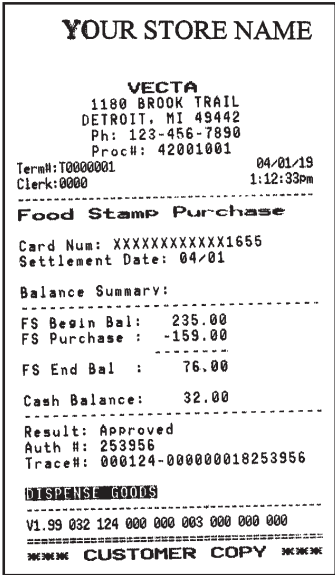 YOUR STORE NAME
VECTA
1180 BROOK TRAIL
DETROIT, MI 49442
Ph: 123-456-7890
Proc#: 42001001
Term#:T0000001 04/01/19
Clerk:0000 1:12:33pm
Food Stamp Purchase
Card Num: XXXXXXXXXXXX1655
Settlement Date: 04/01
Balance Summary:
FS Begin Bal: 235.00
FS Purchase : -159.00
FS End Bal : 76.00
Cash Balance: 32.00
Result: Approved
Auth #: 253956
Trace#: 000124-000000018253956
DISPENSE GOODS
V1.99 032 124 000 000 003 000 000 000
**** CUSTOMER COPY ****